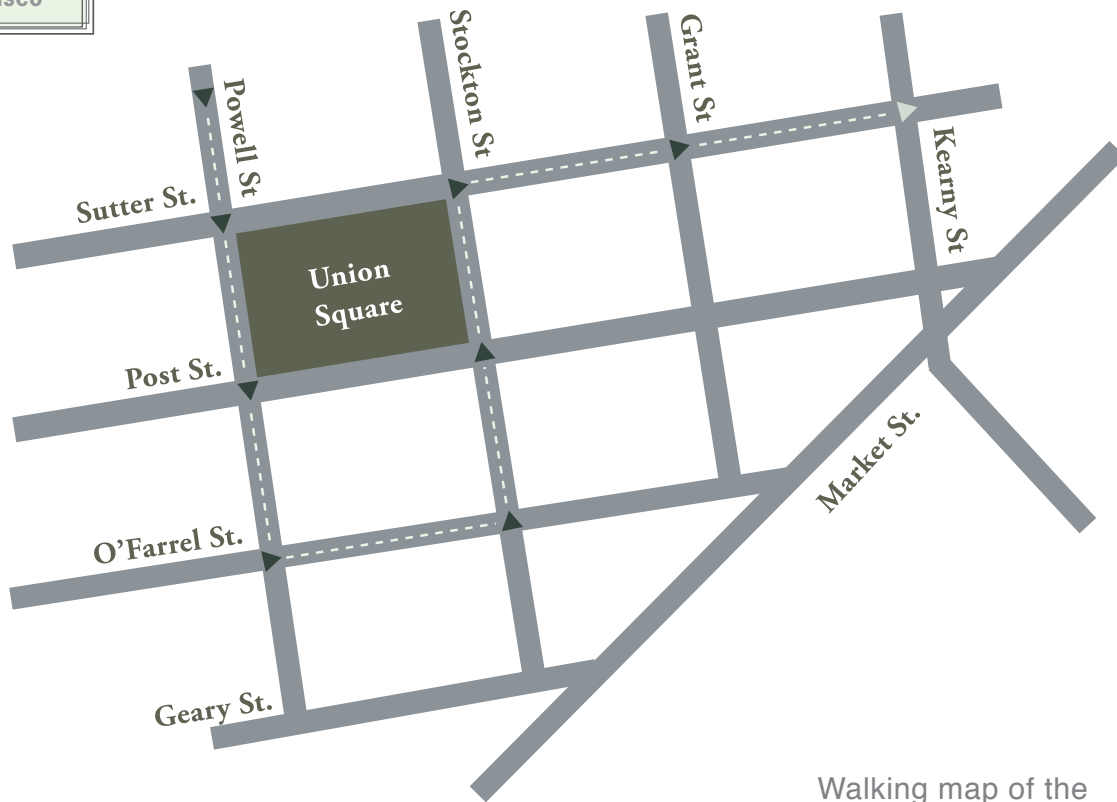 Powell St
Stockton St
Grant St
Kearny St
Sutter St.
Union
Square
Post St.
Market St.
O’Farrel St.
Geary St.
Walking map of the